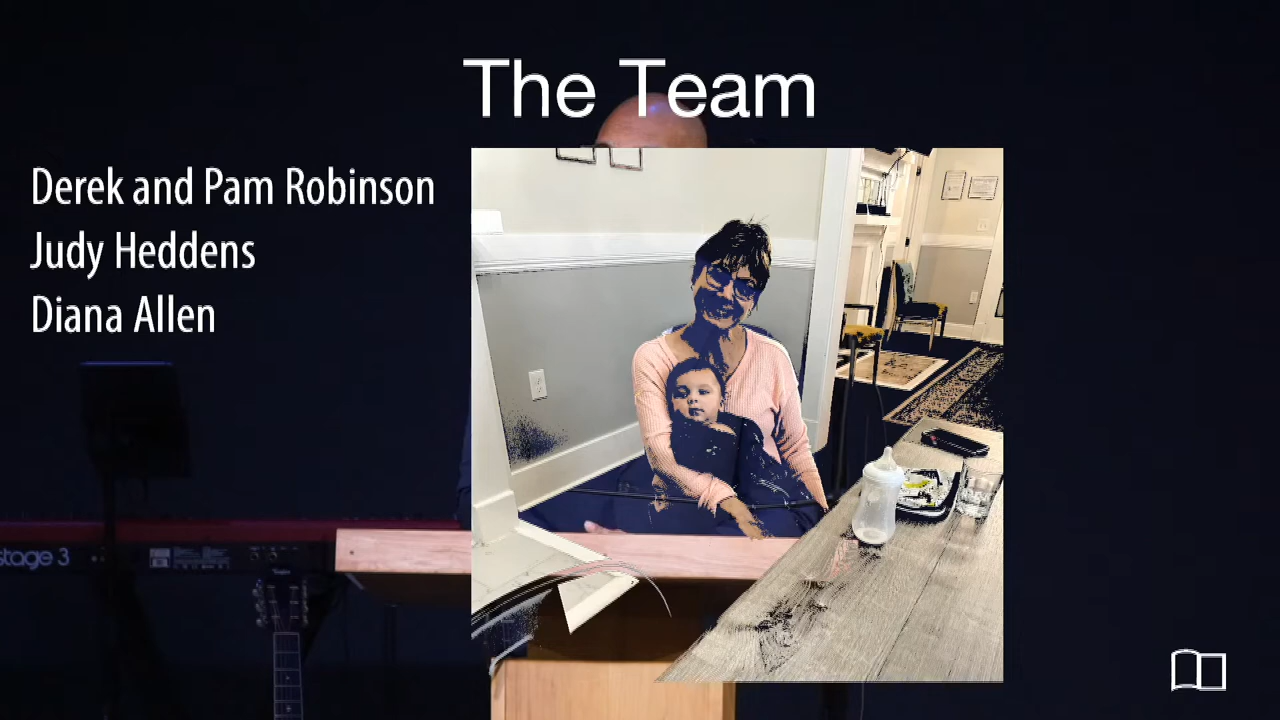 The Team
Derek and Pam Robinson
Judy Heddens
Diana Allen
stage 3